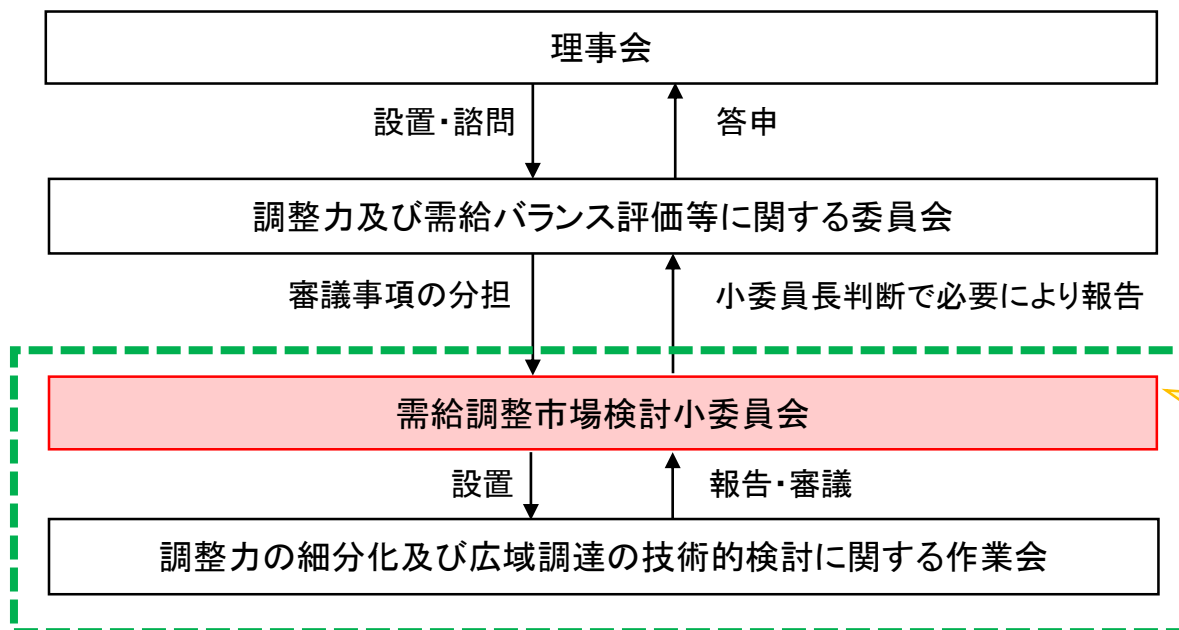 理事会
設置・諮問
答申
調整力及び需給バランス評価等に関する委員会
審議事項の分担
小委員長判断で必要により報告
需給調整市場検討小委員会
設置
報告・審議
調整力の細分化及び広域調達の技術的検討に関する作業会